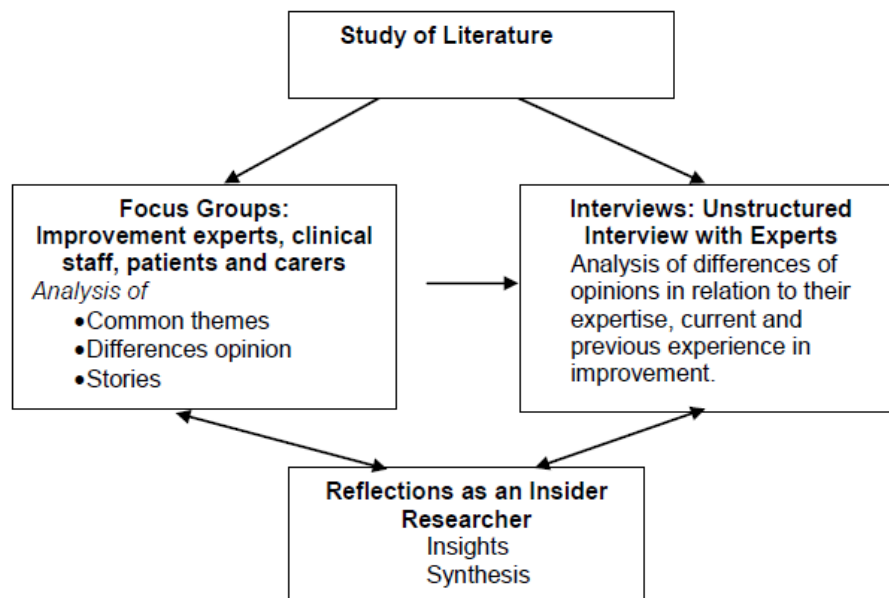 Study of Literature
Focus Groups:
Improvement experts, clinical
staff, patients and carers
Analysis of
•Common themes
•Differences opinion
•Stories
Interviews: Unstructured
Interview with Experts
Analysis of differences of
opinions in relation to their
expertise, current and
previous experience in
improvement.
Reflections as an Insider
Researcher
Insights
Synthesis